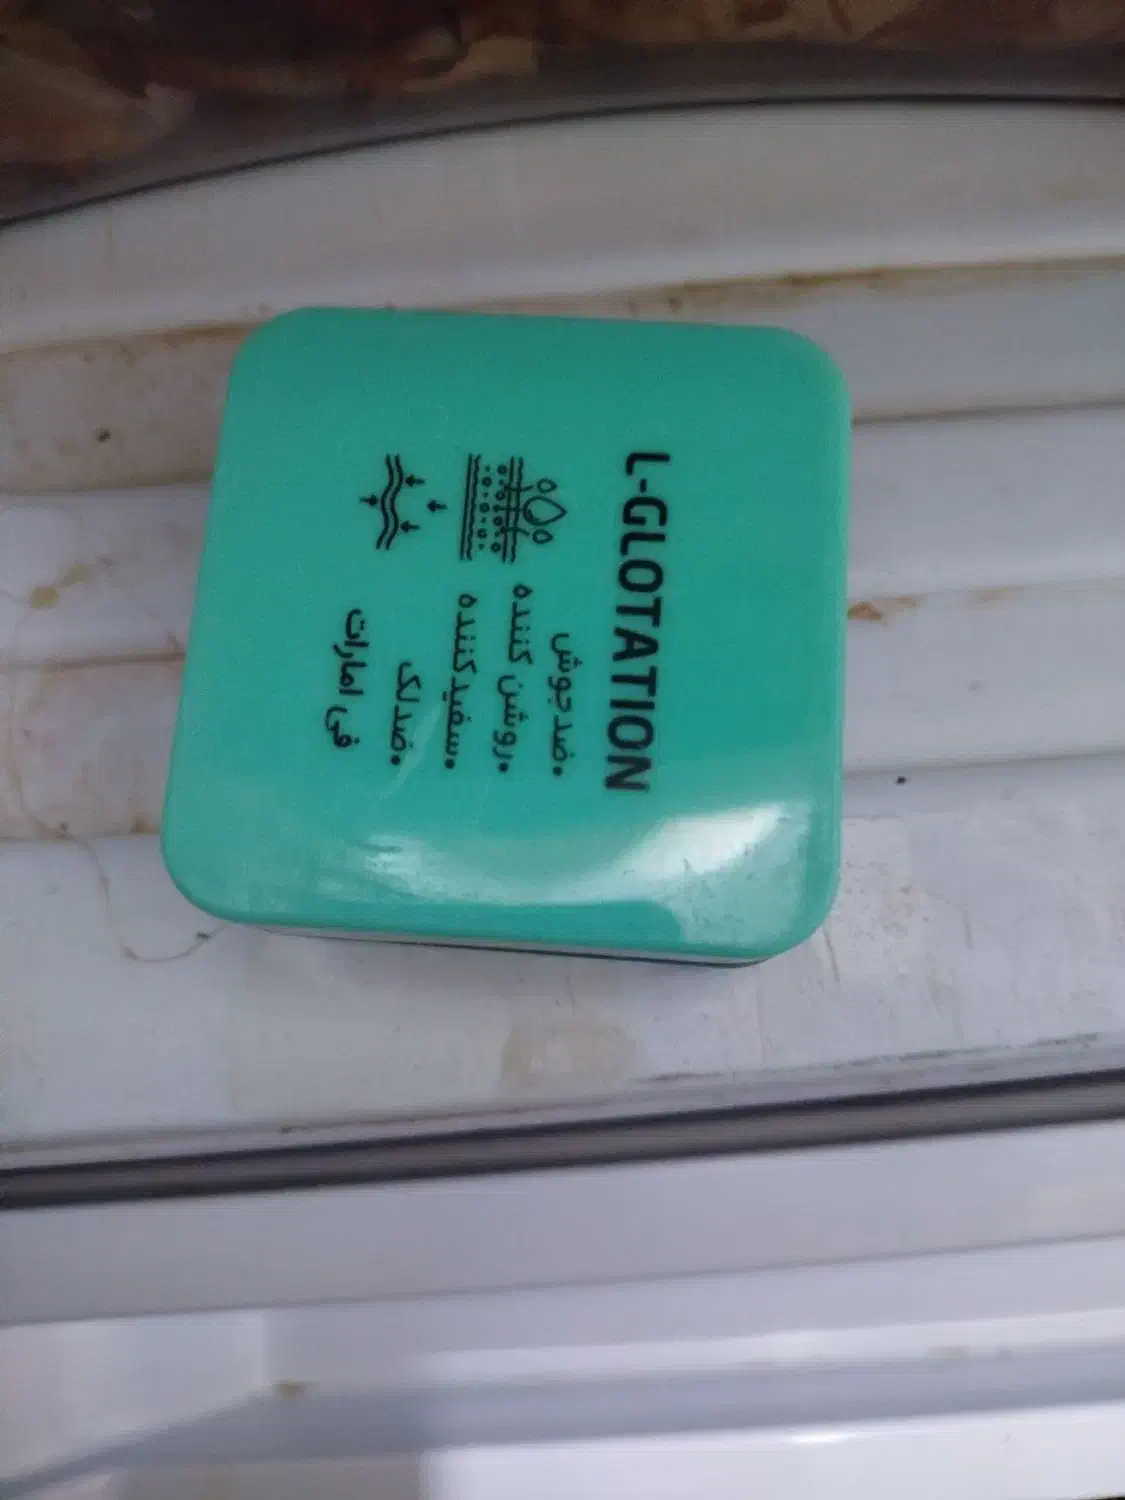 L-GLOTATION
•ضدجوش
•روشن کننده
•سفیدکننده
•ضدلک
فی امارات